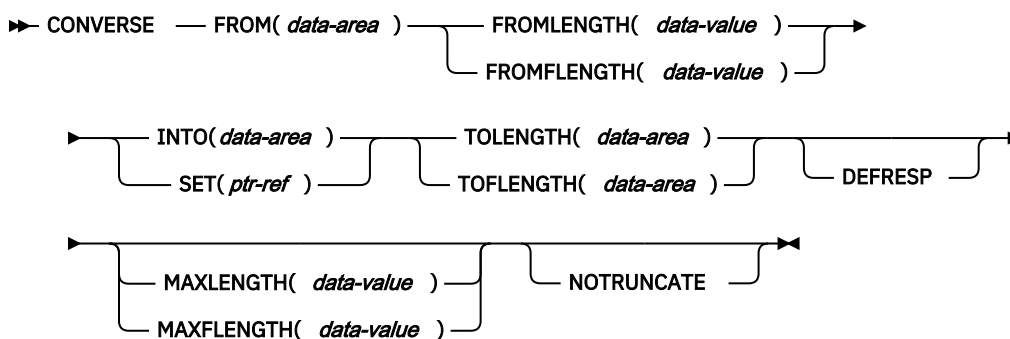 CONVERSE FROM( data-area ) FROMLENGTH( data-value )
FROMFLENGTH( data-value )
INTO( data-area ) TOLENGTH( data-area )
SET( ptr-ref ) TOFLENGTH( data-area ) DEFRESP
MAXLENGTH( data-value ) NOTRUNCATE
MAXFLENGTH( data-value )